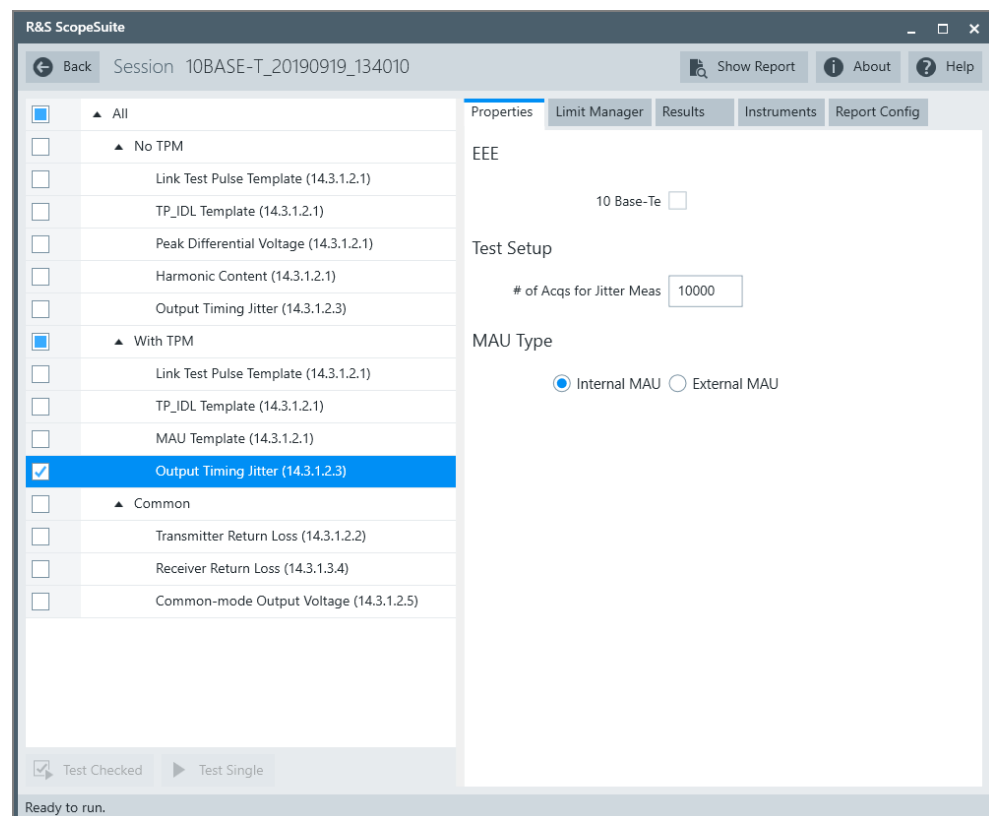 R&S ScopeSuite
Back Session 10BASE-T_20190919_134010 Show Report About Help
All
No TPM
Link Test Pulse Template (14.3.1.2.1)
TP_IDL Template (14.3.1.2.1)
Peak Differential Voltage (14.3.1.2.1)
Harmonic Content (14.3.1.2.1)
Output Timing Jitter (14.3.1.2.3)
With TPM
Link Test Pulse Template (14.3.1.2.1)
TP_IDL Template (14.3.1.2.1)
MAU Template (14.3.1.2.1)
Output Timing Jitter (14.3.1.2.3)
Common
Transmitter Return Loss (14.3.1.2.2)
Receiver Return Loss (14.3.1.3.4)
Common-mode Output Voltage (14.3.1.2.5)
Test Checked Test Single
Properties Limit Manager Results Instruments Report Config
EEE
10 Base-Te
Test Setup
# of Acqs for Jitter Meas 10000
MAU Type
Internal MAU External MAU
Ready to run.